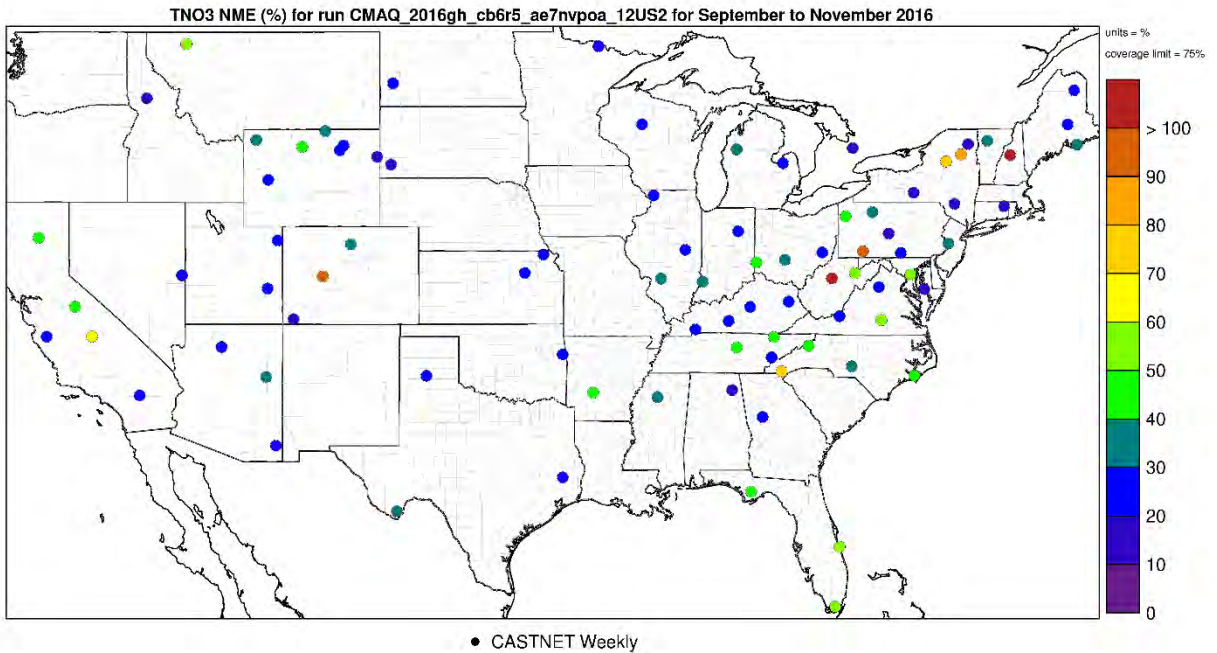 TNO3 NME (%) for run CMAQ_2016gh_cb6r5_ae7nvpoa_12US2 for September to November 2016
units = %
coverage limit = 75%
> 100
90
80
70
60
50
40
30
20
10
0
CASTNET Weekly